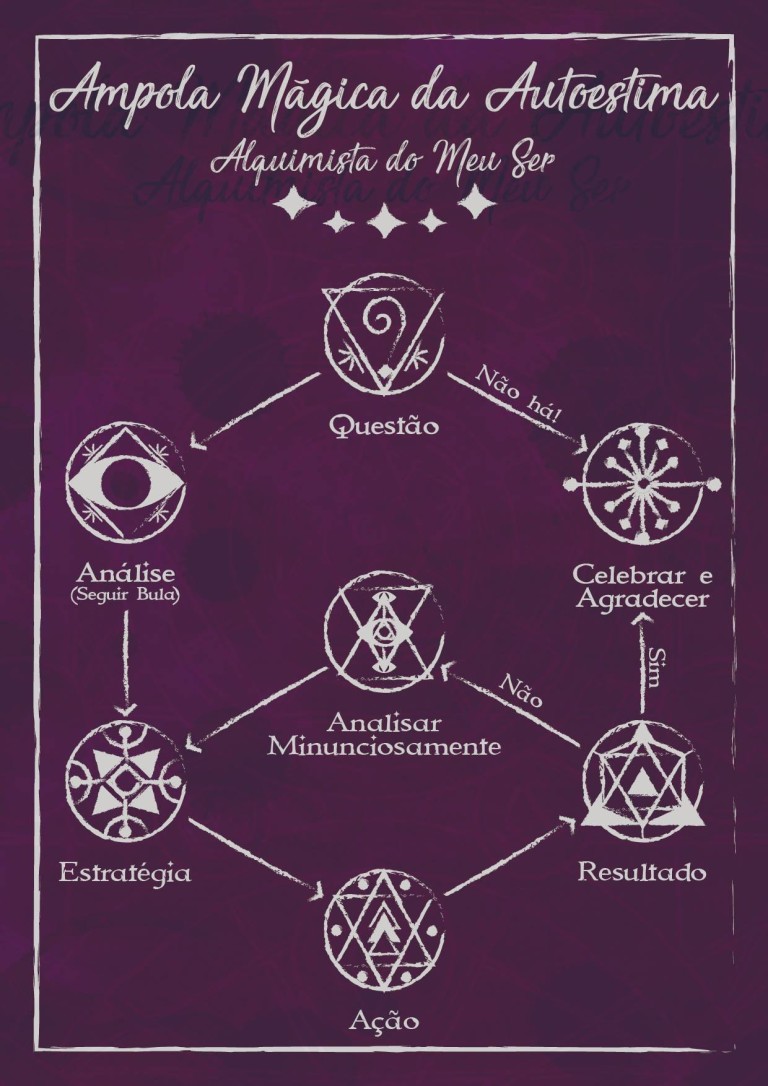 Ampola Mágica da Autoestima
Alquimista do Meu Ser
Questão
Não há!
Análise
(Seguir Bula)
Celebrar e
Agradecer
Sim
Não
Analisar
Minunciosamente
Estratégia
Resultado
Ação